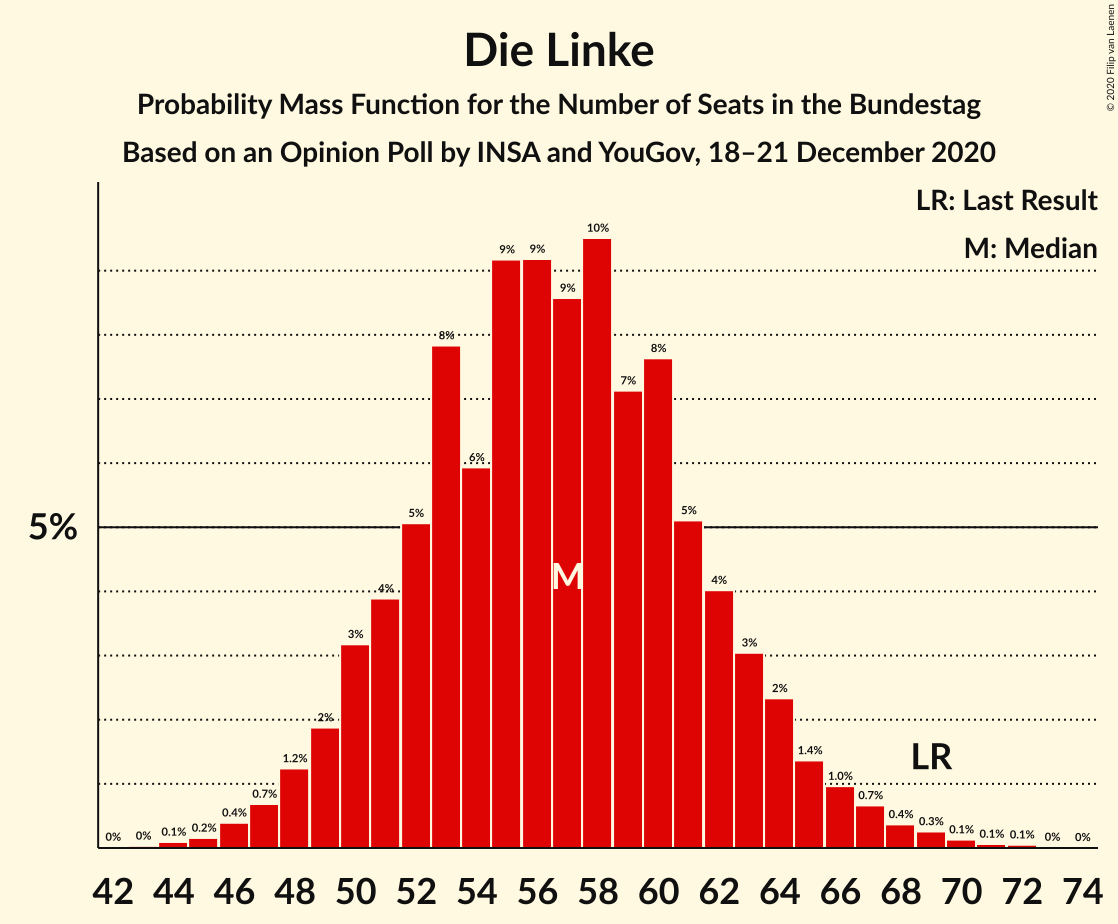 Die Linke
Probability Mass Function for the Number of Seats in the Bundestag
Based on an Opinion Poll by INSA and YouGov, 18–21 December 2020
© 2020 Filip van Laenen
LR: Last Result
M: Median
5%
0% 0% 0.1% 0.2% 0.4% 0.7% 1.2% 2% 3% 4% 5% 8% 6% 9% 9% 9% 10% 7% 8% 5% 4% 3% 2% 1.4% 1.0% 0.7% 0.4% 0.3% 0.1% 0.1% 0.1% 0% 0%
M
LR
42 44 46 48 50 52 54 56 58 60 62 64 66 68 70 72 74